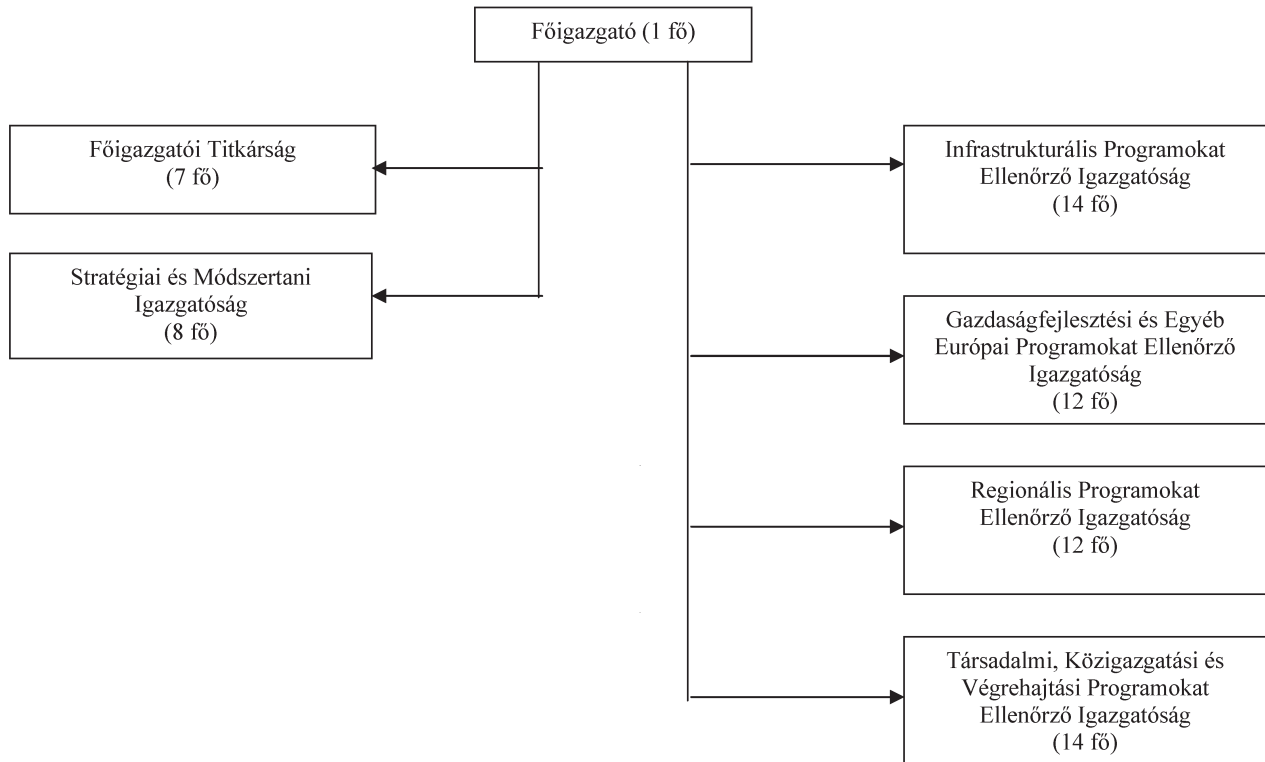 Főigazgató (1 fő)
Főigazgatói Titkárság
(7 fő)
Stratégiai és Módszertani
Igazgatóság
(8 fő)
Infrastrukturális Programokat
Ellenőrző Igazgatóság
(14 fő)
Gazdaságfejlesztési és Egyéb
Európai Programokat Ellenőrző
Igazgatóság
(12 fő)
Regionális Programokat
Ellenőrző Igazgatóság
(12 fő)
Társadalmi, Közigazgatási és
Végrehajtási Programokat
Ellenőrző Igazgatóság
(14 fő)